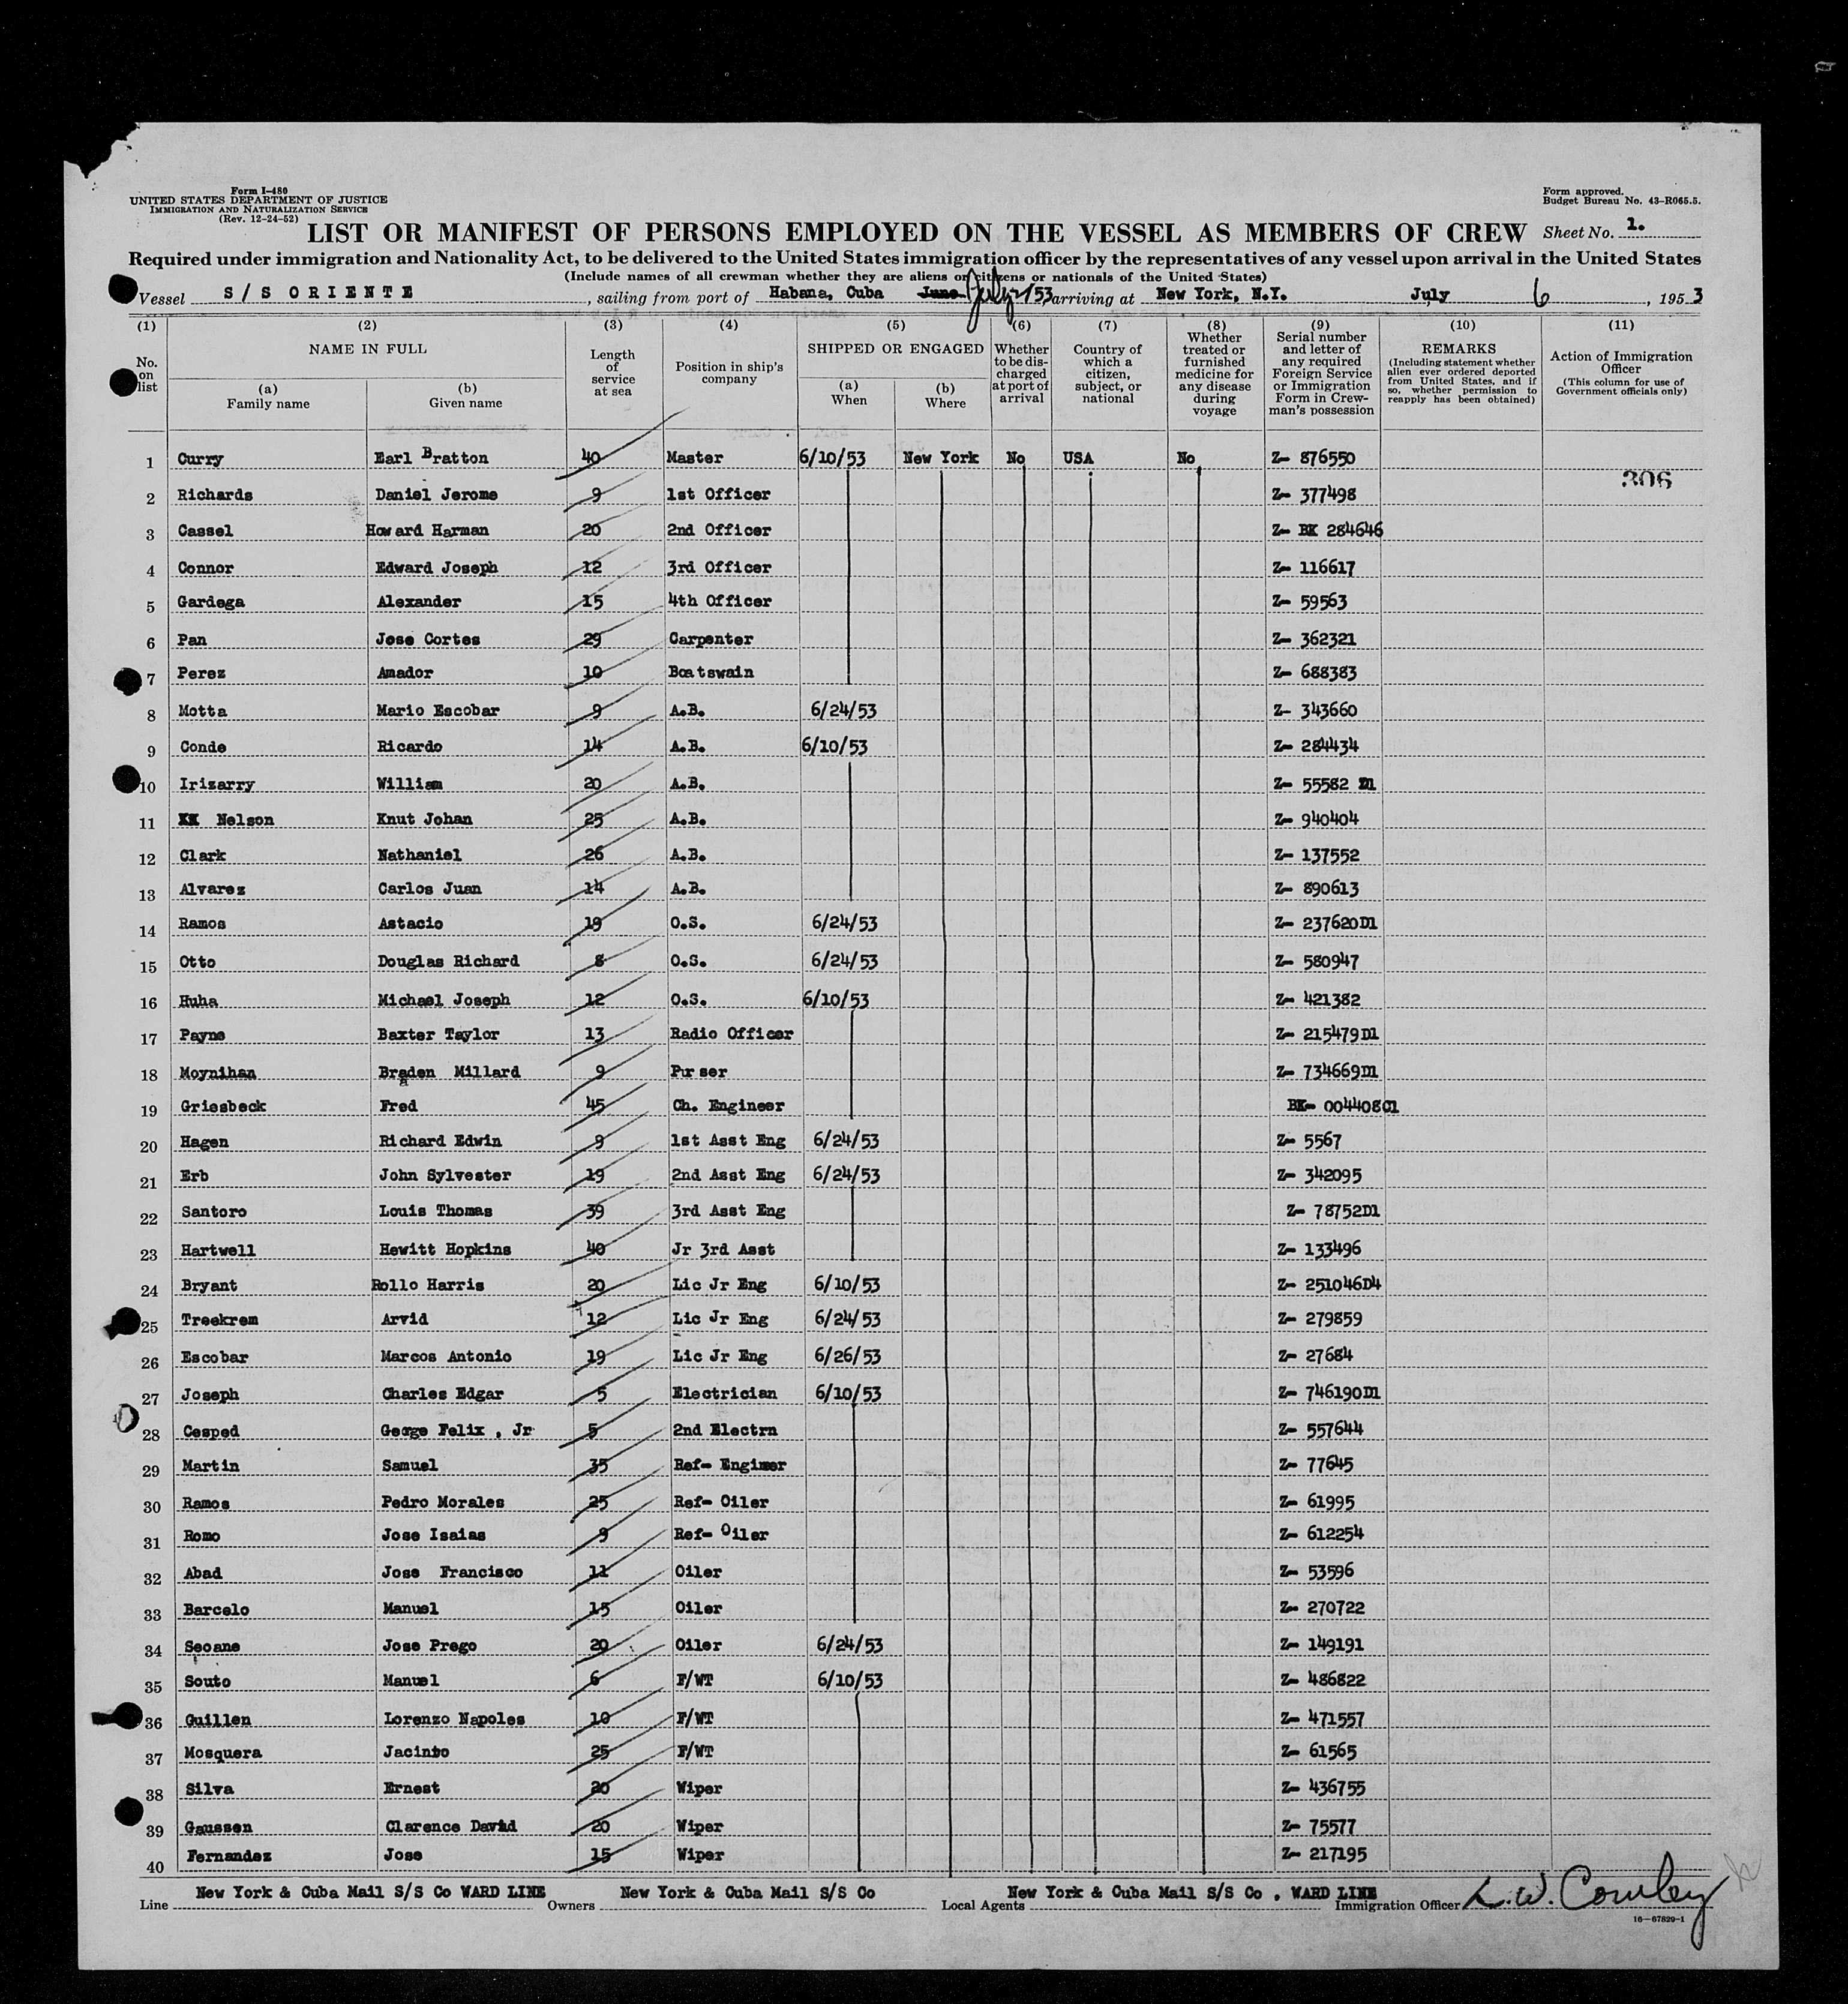 Form I-480
UNITED STATES DEPARTMENT OF JUSTICE
IMMIGRATION AND NATURALIZATION SERVICE
(Rev. 12-24-52)
Form approved.
Budget Bureau No. 43-R065.5.
LIST OR MANIFEST OF PERSONS EMPLOYED ON THE VESSEL AS MEMBERS OF CREW Sheet No. 1.
Required under immigration and Nationality Act, to be delivered to the United States immigration officer by the representatives of any vessel upon arrival in the United States
(Include names of all crewman whether they are aliens or citizens or nationals of the United States)
Vessel S/S ORIENTE, sailing from port of Habana, Cuba June July 2/53 arriving at New York, N.Y. July 6, 1953
(1) (2) (3) (4) (5) (6) (7) (8) (9) (10) (11)
No. on list
NAME IN FULL
(a) Family name
(b) Given name
Length of service at sea
Position in ship's company
SHIPPED OR ENGAGED
(a) When
(b) Where
Whether to be discharged at port of arrival
Country of which a citizen, subject, or national
Whether treated or furnished medicine for any disease during voyage
Serial number and letter of any required Foreign Service or Immigration Form in Crewman's possession
REMARKS
(Including statement whether alien ever ordered deported from United States, and if so, whether permission to reapply has been obtained)
Action of Immigration Officer
(This column for use of Government officials only)
1 Curry Earl Bratton 40 Master 6/10/53 New York No USA No Z- 876550
306
2 Richards Daniel Jerome 9 1st Officer Z- 377498
3 Cassel Howard Harman 20 2nd Officer Z- BK 284646
4 Connor Edward Joseph 12 3rd Officer Z- 116617
5 Gardega Alexander 15 4th Officer Z- 59563
6 Pan Jose Cortes 29 Carpenter Z- 362321
7 Perez Amador 10 Boatswain Z- 688383
8 Motta Mario Escobar 9 A.B. 6/24/53 Z- 343660
9 Conde Ricardo 14 A.B. 6/10/53 Z- 284434
10 Irizarry William 20 A.B. Z- 55582 D1
11 Nelson Knut Johan 25 A.B. Z- 940404
12 Clark Nathaniel 26 A.B. Z- 137552
13 Alvarez Carlos Juan 14 A.B. Z- 890613
14 Ramos Astacio 19 O.S. 6/24/53 Z- 237620D1
15 Otto Douglas Richard 8 O.S. 6/24/53 Z- 580947
16 Huha Michael Joseph 12 O.S. 6/10/53 Z- 421382
17 Payne Baxter Taylor 13 Radio Officer Z- 215479D1
18 Moynihan Braden Millard 9 Purser Z- 734669D1
19 Griesbeck Fred 45 Ch. Engineer BK- 00440801
20 Hagen Richard Edwin 9 1st Asst Eng 6/24/53 Z- 5567
21 Erb John Sylvester 19 2nd Asst Eng 6/24/53 Z- 342095
22 Santoro Louis Thomas 39 3rd Asst Eng Z- 78752D1
23 Hartwell Hewitt Hopkins 40 Jr 3rd Asst Z- 133496
24 Bryant Rollo Harris 20 Lic Jr Eng 6/10/53 Z- 251046D4
25 Treekrem Arvid 12 Lic Jr Eng 6/24/53 Z- 279859
26 Escobar Marcos Antonio 19 Lic Jr Eng 6/26/53 Z- 27684
27 Joseph Charles Edgar 5 Electrician 6/10/53 Z- 746190D1
28 Cesped George Felix , Jr 5 2nd Electrn Z- 557644
29 Martin Samuel 35 Ref- Engineer Z- 77645
30 Ramos Pedro Morales 25 Ref- Oiler Z- 61995
31 Romo Jose Isaias 9 Ref- Oiler Z- 612254
32 Abad Jose Francisco 11 Oiler Z- 53596
33 Barcelo Manuel 15 Oiler Z- 270722
34 Seoane Jose Prego 20 Oiler 6/24/53 Z- 149191
35 Souto Manuel 6 F/WT 6/10/53 Z- 486822
36 Guillen Lorenzo Napoles 10 F/WT Z- 471557
37 Mosquera Jacinto 25 F/WT Z- 61565
38 Silva Ernest 20 Wiper Z- 436755
39 Gaussen Clarence David 20 Wiper Z- 75577
40 Fernandez Jose 15 Wiper Z- 217195
Line New York & Cuba Mail S/S Co WARD LINE Owners New York & Cuba Mail S/S Co Local Agents New York & Cuba Mail S/S Co , WARD LINE Immigration Officer L.W. Cowley
16-67829-1